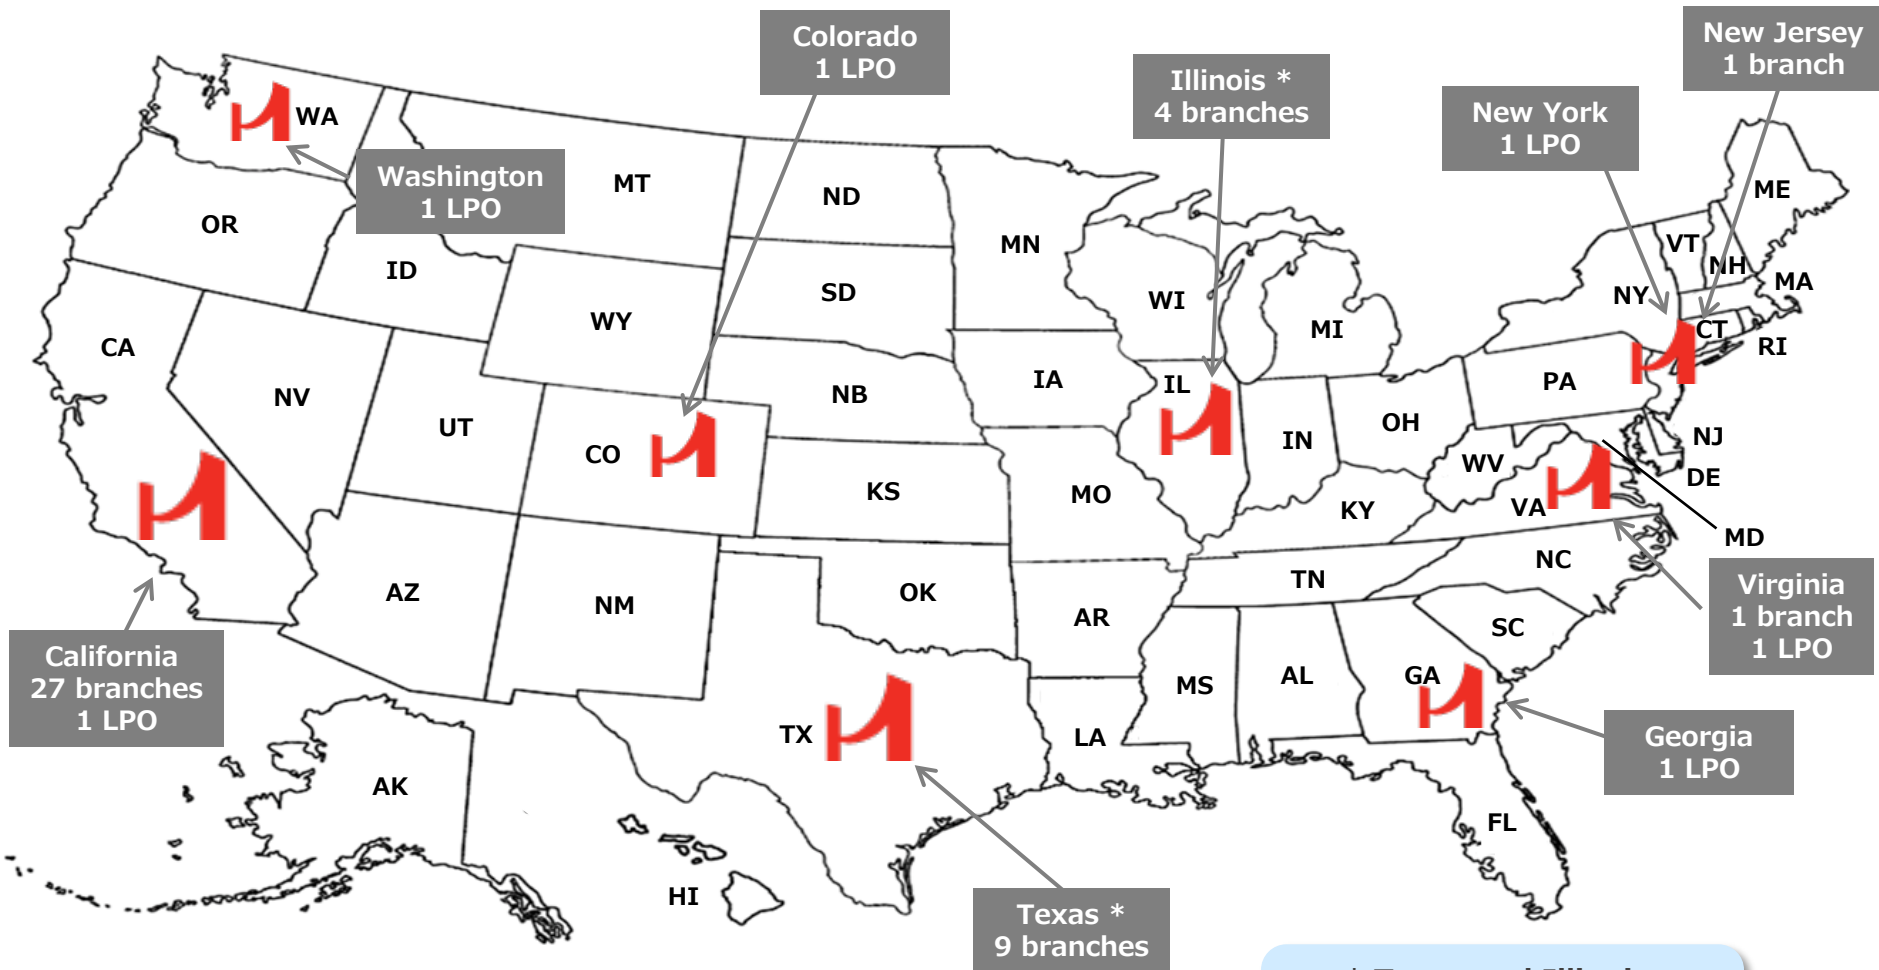 Colorado
1 LPO
New Jersey
1 branch
Illinois *
4 branches
New York
1 LPO
Washington
1 LPO
WA
MT
ND
MN
OR
ID
SD
WI
MI
ME
VT
NH
MA
NY
CT
RI
WY
CA
NV
UT
CO
NB
IA
IL
IN
OH
PA
NJ
DE
WV
VA
MD
KS
MO
KY
AZ
NM
OK
AR
TN
NC
SC
MS
AL
GA
TX
LA
FL
AK
HI
California
27 branches
1 LPO
Virginia
1 branch
1 LPO
Georgia
1 LPO
Texas *
9 branches
* Texas and Illinois